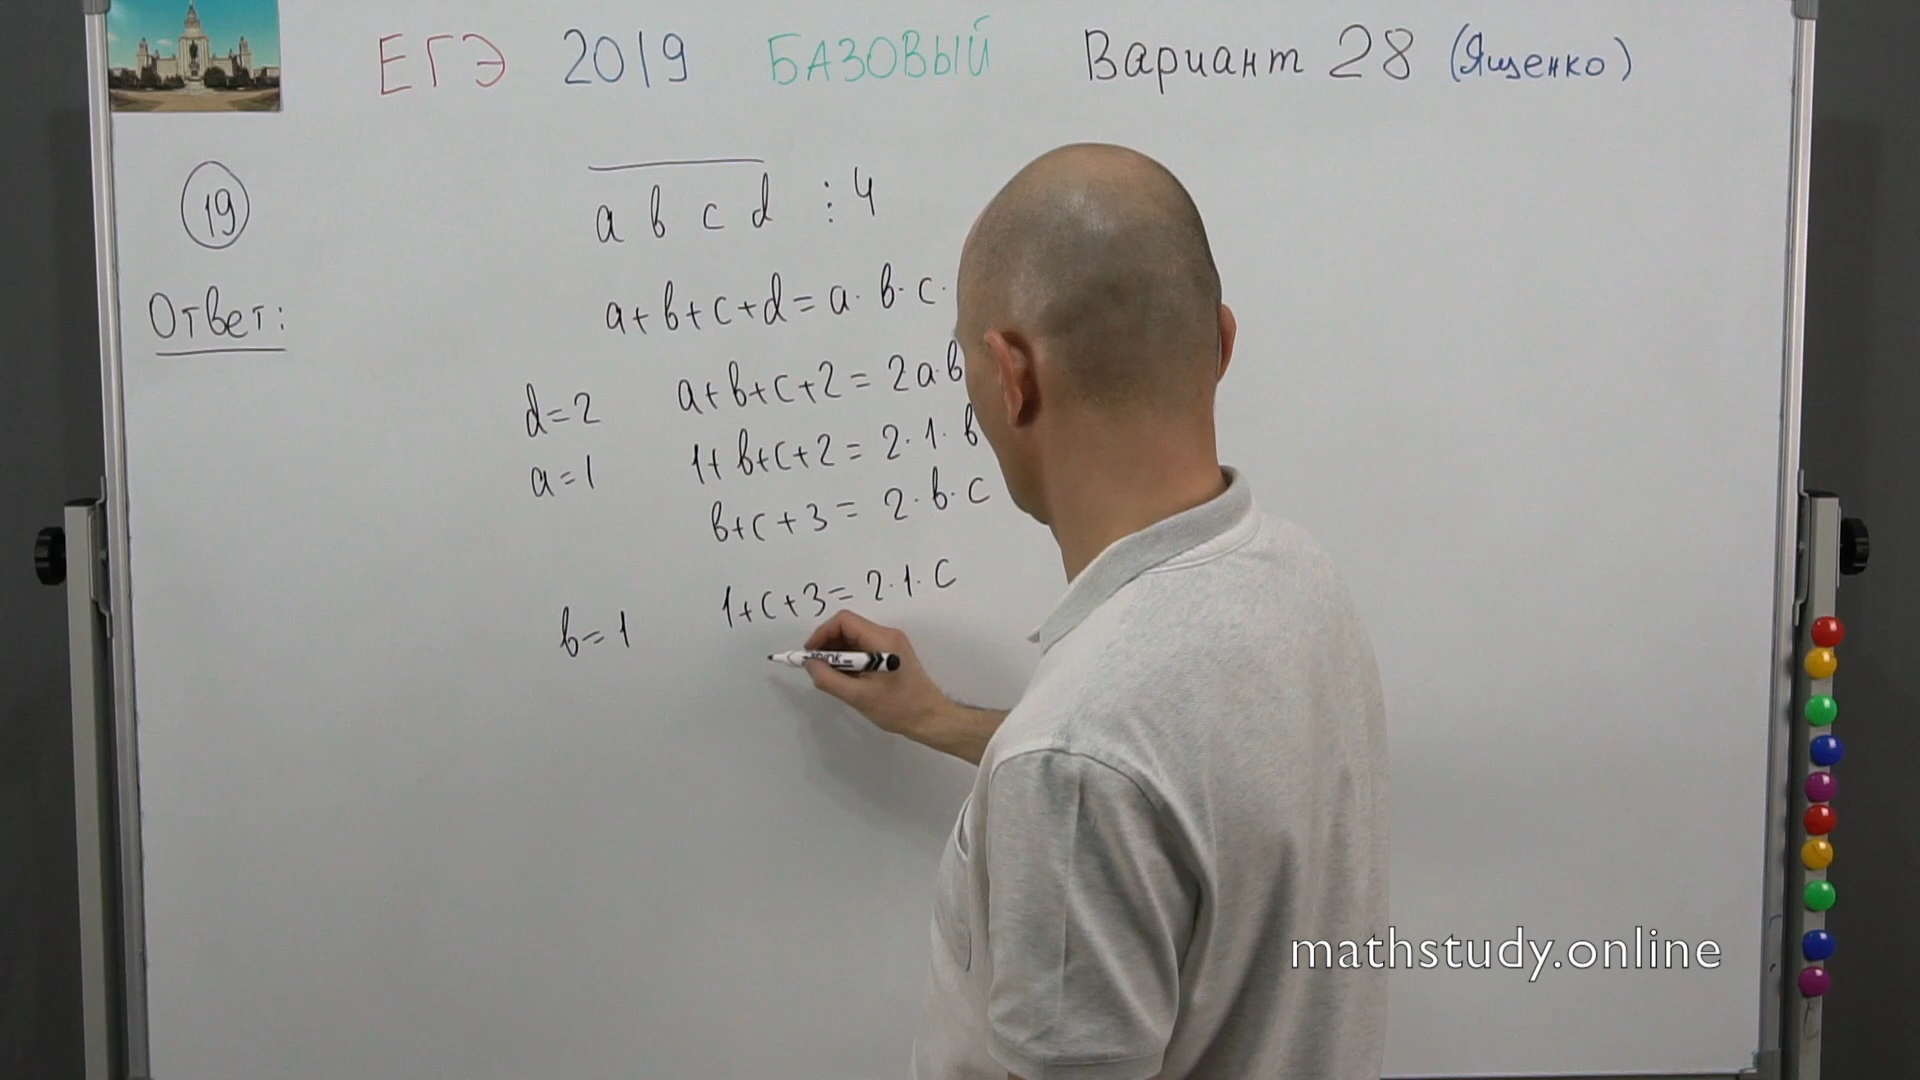 ЕГЭ 2019 БАЗОВЫЙ Вариант 28 (Ященко)
19
a в c d ⋮ 4
Ответ:
a+в+c+d=a·в·c·
d=2 a+в+c+2=2a·в
a=1 1+в+c+2=2·1·в
в+c+3=2·в·c
в=1 1+c+3=2·1·c
mathstudy.online